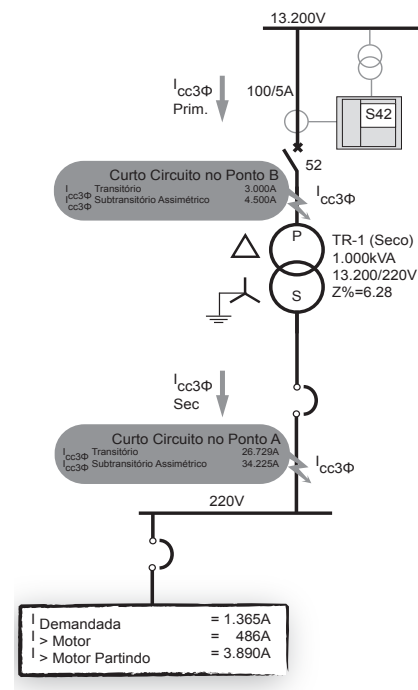 13.200V
Icc3Φ
Prim.
100/5A
S42
52
Curto Circuito no Ponto B
Icc3Φ Transitório 3.000A
Icc3Φ Subtransitório Assimétrico 4.500A
Icc3Φ
P
S
TR-1 (Seco)
1.000kVA
13.200/220V
Z%=6.28
Icc3Φ
Sec
Curto Circuito no Ponto A
Icc3Φ Transitório 26.729A
Icc3Φ Subtransitório Assimétrico 34.225A
Icc3Φ
220V
I Demandada = 1.365A
I > Motor = 486A
I > Motor Partindo = 3.890A